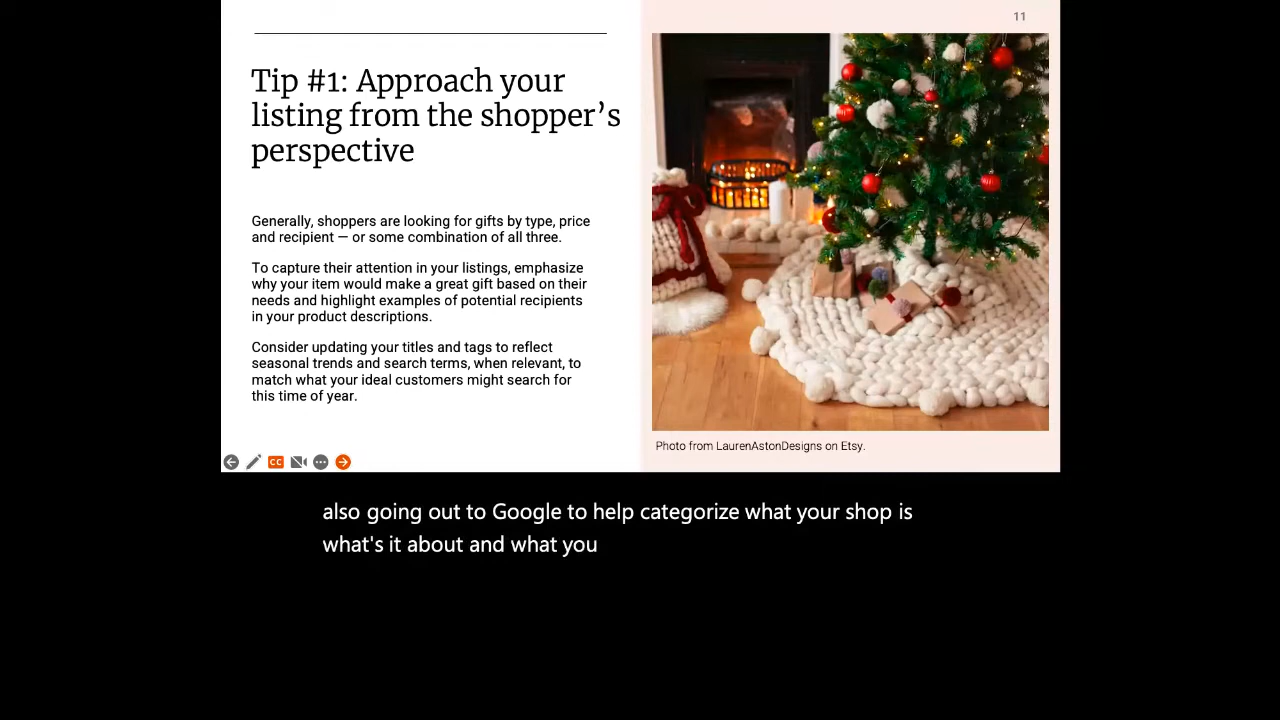 11
Tip #1: Approach your
listing from the shopper’s
perspective
Generally, shoppers are looking for gifts by type, price
and recipient — or some combination of all three.
To capture their attention in your listings, emphasize
why your item would make a great gift based on their
needs and highlight examples of potential recipients
in your product descriptions.
Consider updating your titles and tags to reflect
seasonal trends and search terms, when relevant, to
match what your ideal customers might search for
this time of year.
Photo from LaurenAstonDesigns on Etsy.
CC
also going out to Google to help categorize what your shop is
what's it about and what you